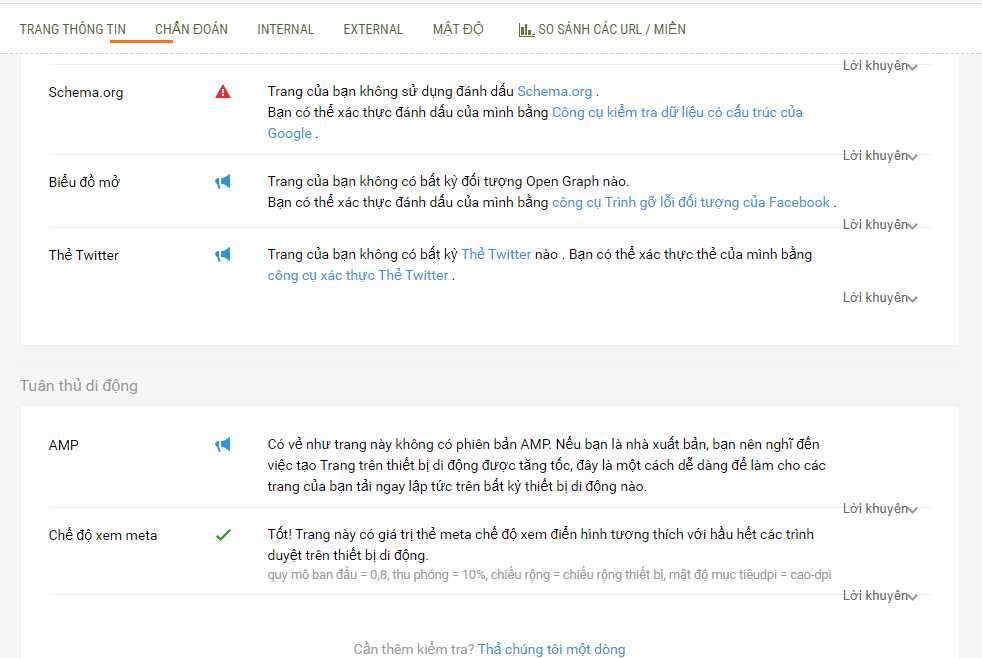 TRANG THÔNG TIN CHẨN ĐOÁN INTERNAL EXTERNAL MẬT ĐỘ SO SÁNH CÁC URL / MIỀN
Lời khuyên
Schema.org Trang của bạn không sử dụng đánh dấu Schema.org .
Bạn có thể xác thực đánh dấu của mình bằng Công cụ kiểm tra dữ liệu có cấu trúc của
Google .
Lời khuyên
Biểu đồ mở Trang của bạn không có bất kỳ đối tượng Open Graph nào.
Bạn có thể xác thực đánh dấu của mình bằng công cụ Trình gỡ lỗi đối tượng của Facebook .
Lời khuyên
Thẻ Twitter Trang của bạn không có bất kỳ Thẻ Twitter nào . Bạn có thể xác thực thẻ của mình bằng
công cụ xác thực Thẻ Twitter .
Lời khuyên
Tuân thủ di động
AMP Có vẻ như trang này không có phiên bản AMP. Nếu bạn là nhà xuất bản, bạn nên nghĩ đến
việc tạo Trang trên thiết bị di động được tăng tốc, đây là một cách dễ dàng để làm cho các
trang của bạn tải ngay lập tức trên bất kỳ thiết bị di động nào.
Lời khuyên
Chế độ xem meta Tốt! Trang này có giá trị thẻ meta chế độ xem điển hình tương thích với hầu hết các trình
duyệt trên thiết bị di động.
quy mô ban đầu = 0,8, thu phóng = 10%, chiều rộng = chiều rộng thiết bị, mật độ mục tiêudpi = cao-dpi
Lời khuyên
Cần thêm kiểm tra? Thả chúng tôi một dòng